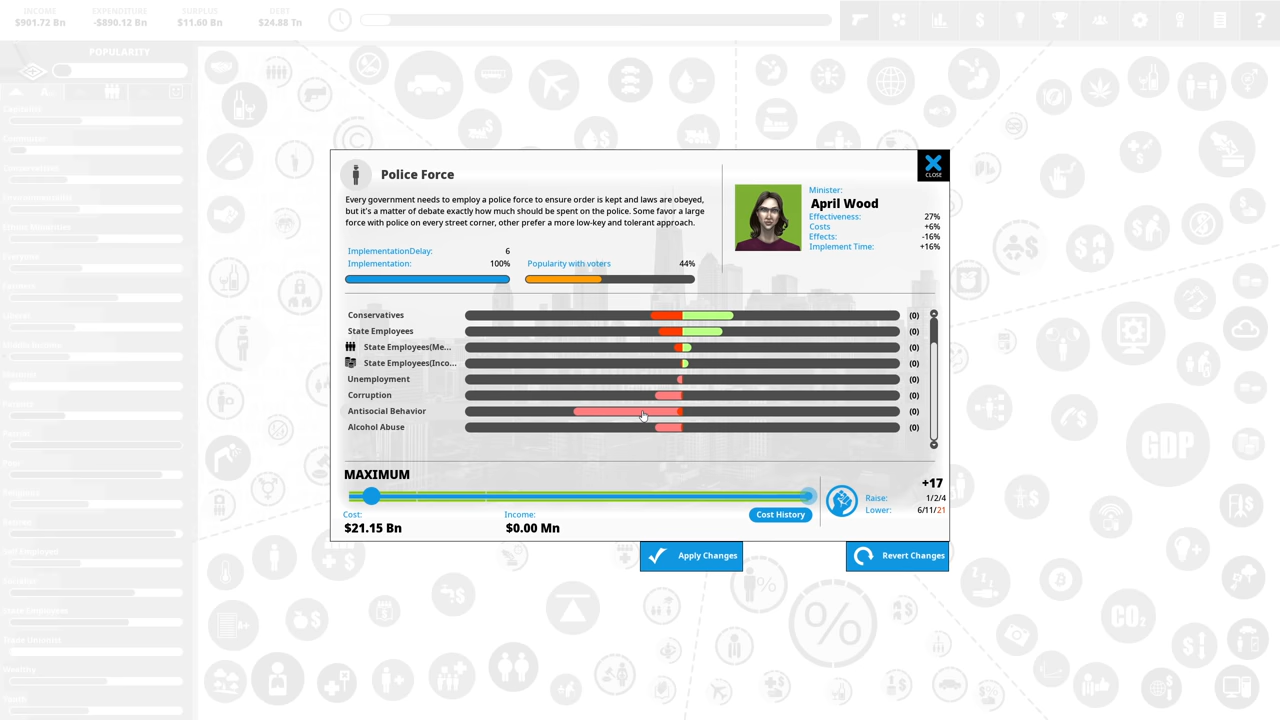 INCOME
EXPENDITURE
SURPLUS
DEBT
$901.72 Bn
-$890.12 Bn
$11.60 Bn
$24.88 Tn
POPULARITY
Police Force
CLOSE
Every government needs to employ a police force to ensure order is kept and laws are obeyed,
but it's a matter of debate exactly how much should be spent on the police. Some favor a large
force with police on every street corner, other prefer a more low-key and tolerant approach.
ImplementationDelay: 6
Implementation: 100%
Popularity with voters 44%
Minister:
April Wood
Effectiveness: 27%
Costs +6%
Effects: -16%
Implement Time: +16%
Conservatives (0)
State Employees (0)
State Employees(Me... (0)
State Employees(Inco... (0)
Unemployment (0)
Corruption (0)
Antisocial Behavior (0)
Alcohol Abuse (0)
MAXIMUM
Cost:
$21.15 Bn
Income:
$0.00 Mn
Cost History
+17
Raise: 1/2/4
Lower: 6/11/21
Apply Changes
Revert Changes
GDP
CO₂